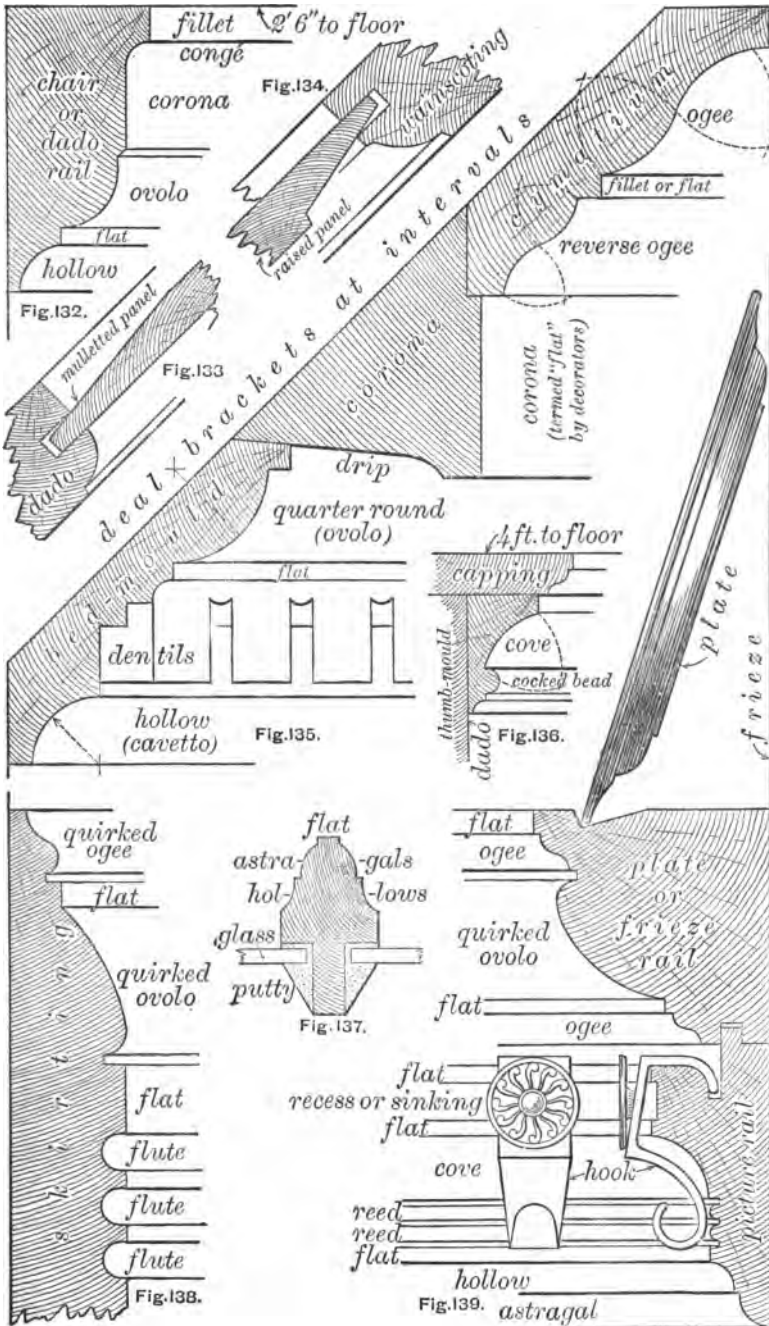 fillet
2' 6" to floor
congé
chair
or
dado
rail
corona
ovolo
flat
hollow
Fig.132.
Fig.134.
wainscoting
raised panel
mulletted panel
Fig.133
dado
deal brackets at intervals
cymatium
ogee
fillet or flat
reverse ogee
corona
corona
(termed "flat"
by decorators)
bed-mould
drip
quarter round
(ovolo)
flat
dentils
hollow
(cavetto)
Fig.135.
4 ft. to floor
capping
cove
cocked bead
thumb-mould
dado
Fig.136.
plate
frieze
quirked
ogee
flat
quirked
ovolo
skirting
flat
flute
flute
flute
Fig.138.
flat
astra-gals
hol-lows
glass
putty
Fig.137.
flat
ogee
plate
or
frieze
rail
quirked
ovolo
flat
ogee
flat
recess or sinking
flat
cove
hook
reed
reed
flat
hollow
astragal
picture rail
Fig.139.